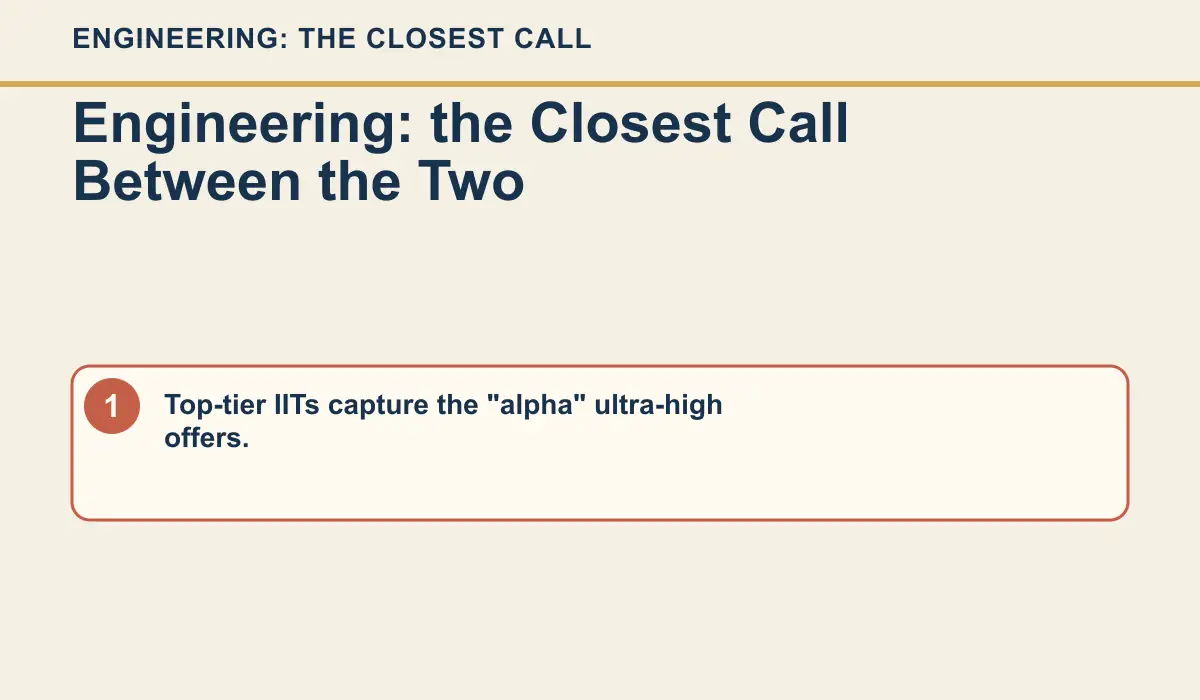 ENGINEERING: THE CLOSEST CALL
Engineering: the Closest Call
Between the Two
1
Top-tier IITs capture the "alpha" ultra-high
offers.